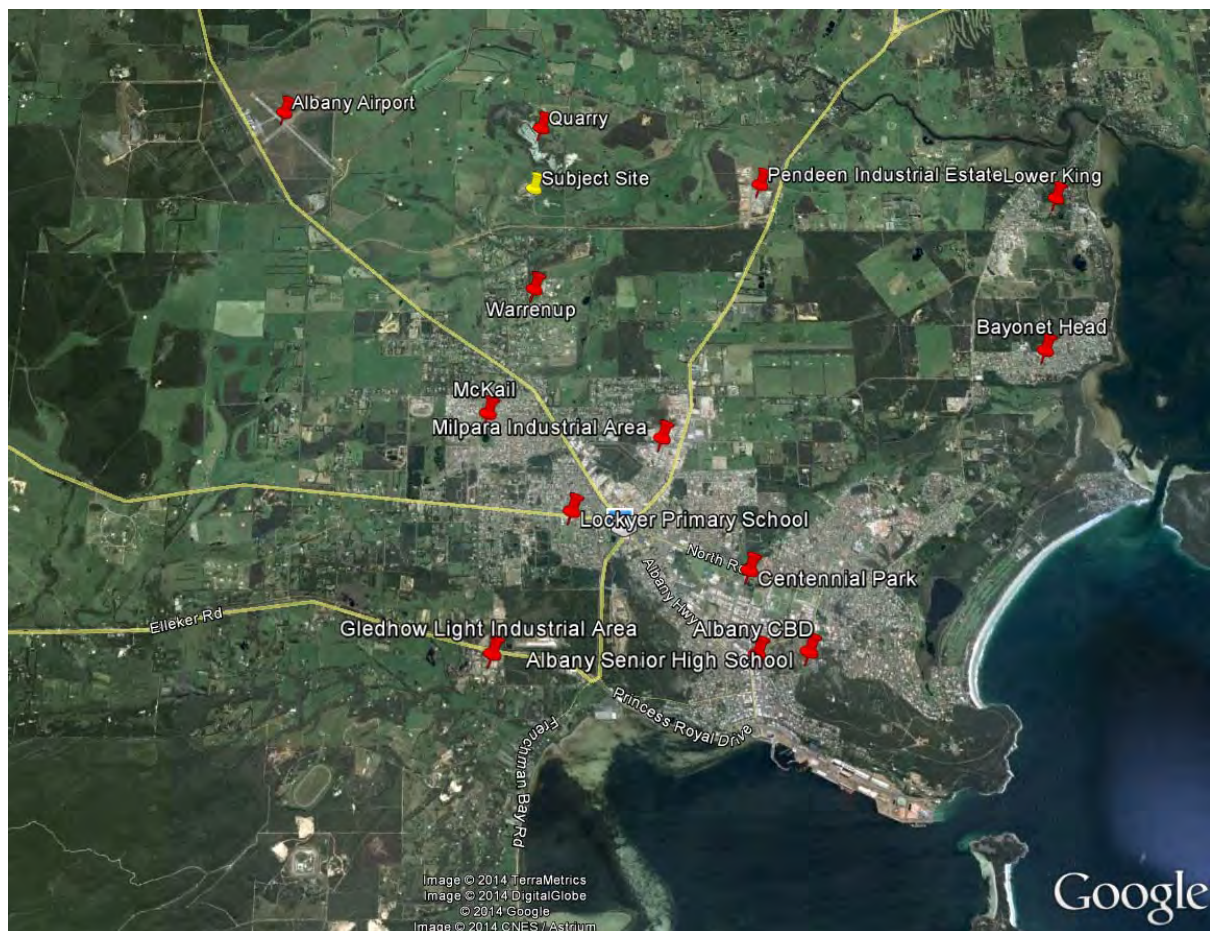 Albany Airport
Quarry
Subject Site
Pendeen Industrial Estate
Lower King
Warrenup
Bayonet Head
McKail
Milpara Industrial Area
Lockyer Primary School
North Rd
Centennial Park
Albany Hwy
Elleker Rd
Gledhow Light Industrial Area
Albany CBD
Albany Senior High School
Princess Royal Drive
Frenchman Bay Rd
Image © 2014 TerraMetrics
Image © 2014 DigitalGlobe
© 2014 Google
Image © 2014 CNES / Astrium
Google